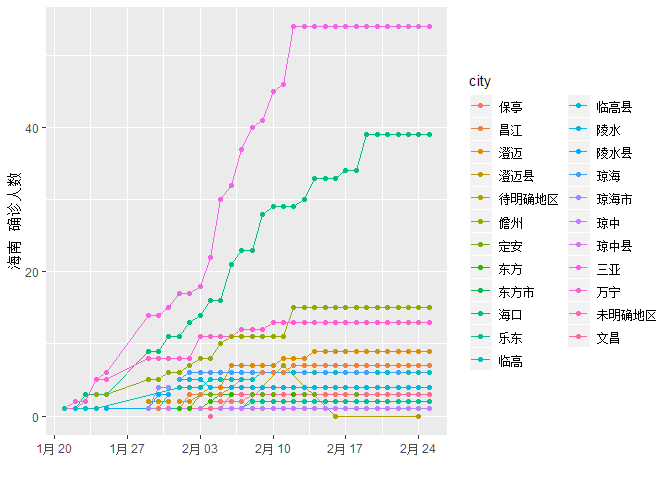 city
保亭
昌江
澄迈
澄迈县
待明确地区
儋州
定安
东方
东方市
海口
乐东
临高
临高县
陵水
陵水县
琼海
琼海市
琼中
琼中县
三亚
万宁
未明确地区
文昌
海南 确诊人数
40
20
0
1月 20
1月 27
2月 03
2月 10
2月 17
2月 24